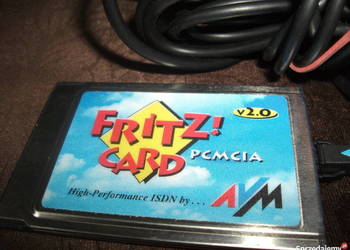 v2.0
FRITZ!
CARD
PCMCIA
High-Performance ISDN by...
AVM
Sprzedajemy